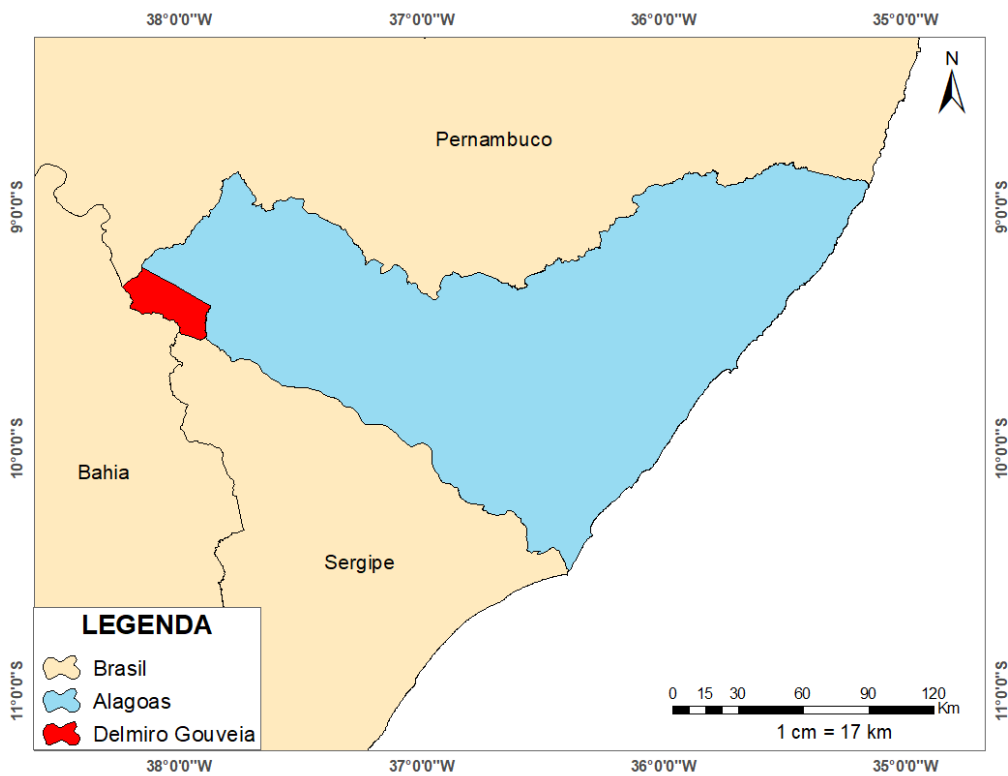 38°0'0"W 37°0'0"W 36°0'0"W 35°0'0"W
N
Pernambuco
9°0'0"S 9°0'0"S
10°0'0"S 10°0'0"S
Bahia
Sergipe
LEGENDA
Brasil
Alagoas
Delmiro Gouveia
11°0'0"S 11°0'0"S
0 15 30 60 90 120
Km
1 cm = 17 km
38°0'0"W 37°0'0"W 36°0'0"W 35°0'0"W